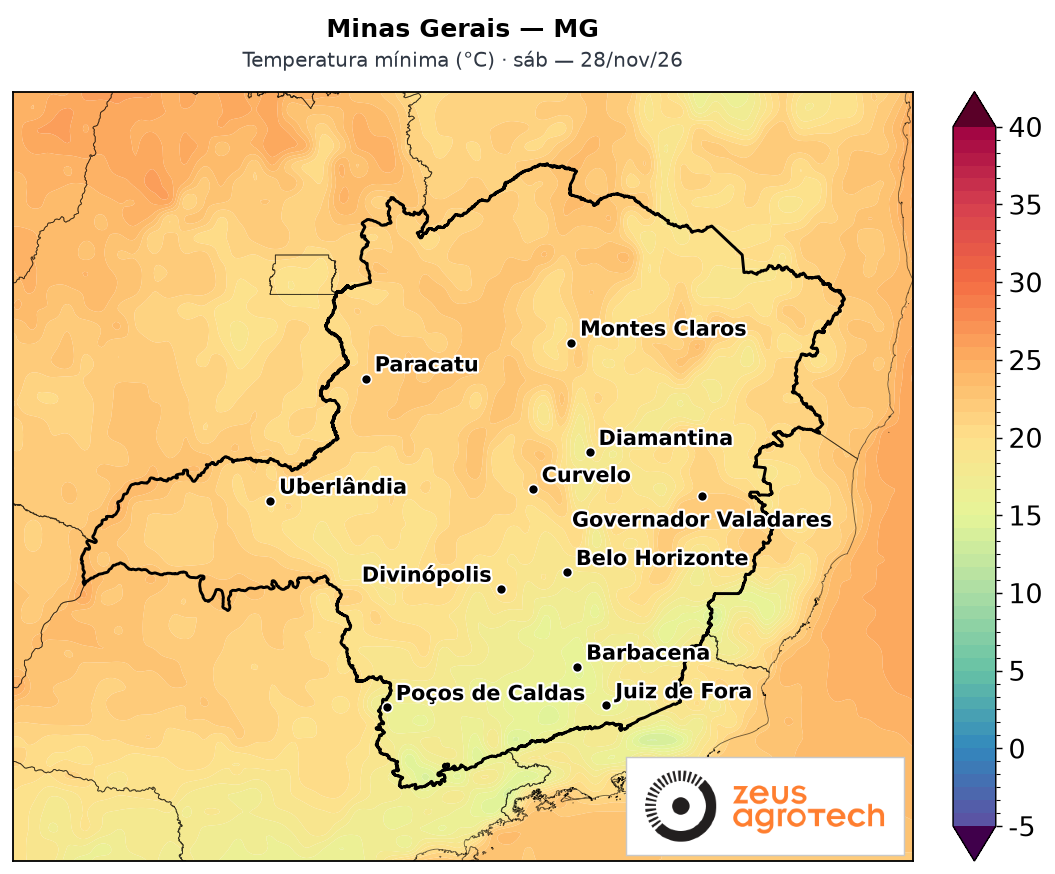 Minas Gerais — MG
Temperatura mínima (°C) · sáb — 28/nov/26
Montes Claros
Paracatu
Diamantina
Curvelo
Uberlândia
Governador Valadares
Belo Horizonte
Divinópolis
Barbacena
Poços de Caldas
Juiz de Fora
40
35
30
25
20
15
10
5
0
-5
zeus
agrotech